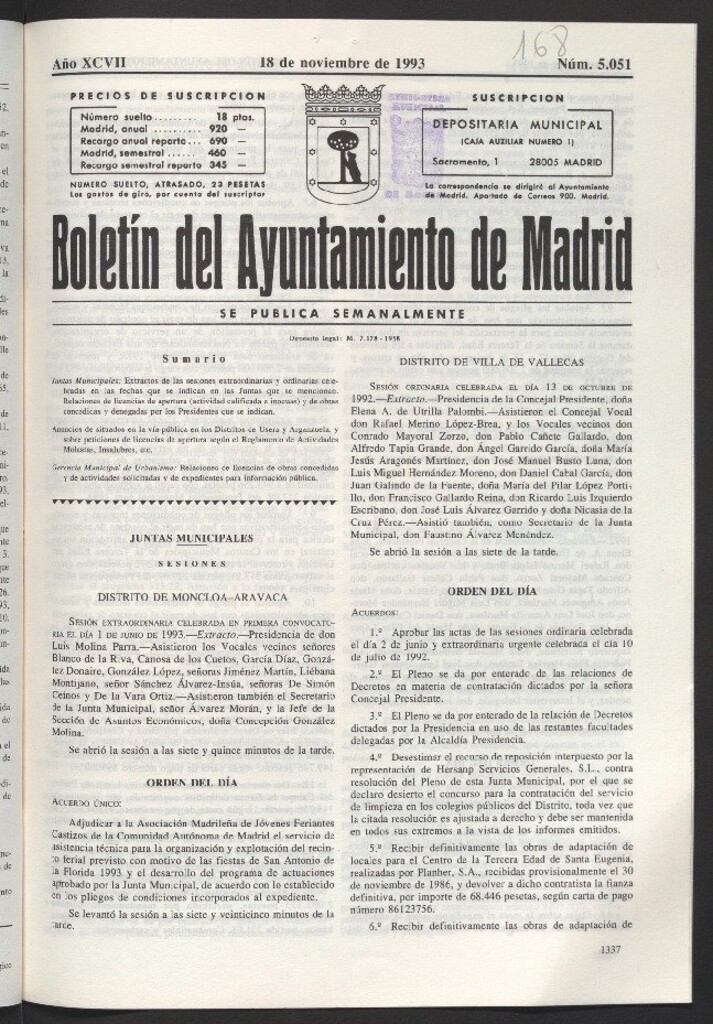 168
Año XCVII
18 de noviembre de 1993
Núm. 5.051
PRECIOS DE SUSCRIPCION
Número suelto.......... 18 ptas.
Madrid, anual .......... 920 —
Recargo anual reparto... 690 —
Madrid, semestral ...... 460 —
Recargo semestral reparto 345 —
NUMERO SUELTO, ATRASADO, 23 PESETAS
Los gastos de giro, por cuenta del suscriptor
SUSCRIPCION
DEPOSITARIA MUNICIPAL
(CAJA AUXILIAR NUMERO 1)
Sacramento, 1 28005 MADRID
La correspondencia se dirigirá al Ayuntamiento
de Madrid. Apartado de Correos 900. Madrid.
Boletín del Ayuntamiento de Madrid
SE PUBLICA SEMANALMENTE
Depósito legal: M. 7.178 - 1958
Sumario
Juntas Municipales: Extractos de las sesiones extraordinarias y ordinarias cele-
bradas en las fechas que se indican en las Juntas que se mencionan.
Relaciones de licencias de apertura (actividad calificada e inocuas) y de obras
concedidas y denegadas por los Presidentes que se indican.
Anuncios de situados en la vía pública en los Distritos de Usera y Arganzuela, y
sobre peticiones de licencias de apertura según el Reglamento de Actividades
Molestas, Insalubres, etc.
Gerencia Municipal de Urbanismo: Relaciones de licencias de obras concedidas
y de actividades solicitadas y de expedientes para información pública.
JUNTAS MUNICIPALES
SESIONES
DISTRITO DE MONCLOA-ARAVACA
SESIÓN EXTRAORDINARIA CELEBRADA EN PRIMERA CONVOCATO-
RIA EL DÍA 1 DE JUNIO DE 1993.—Extracto.—Presidencia de don
Luis Molina Parra.—Asistieron los Vocales vecinos señores
Blanco de la Riva, Canosa de los Cuetos, García Díaz, Gonzá-
lez Donaire, González López, señoras Jiménez Martín, Liébana
Montijano, señor Sánchez Álvarez-Insúa, señoras De Simón
Ceinos y De la Vara Ortiz.—Asistieron también el Secretario
de la Junta Municipal, señor Álvarez Morán, y la Jefe de la
Sección de Asuntos Económicos, doña Concepción González
Molina.
Se abrió la sesión a las siete y quince minutos de la tarde.
ORDEN DEL DÍA
ACUERDO ÚNICO:
Adjudicar a la Asociación Madrileña de Jóvenes Feriantes
Castizos de la Comunidad Autónoma de Madrid el servicio de
asistencia técnica para la organización y explotación del recin-
to ferial previsto con motivo de las fiestas de San Antonio de
la Florida 1993 y el desarrollo del programa de actuaciones
aprobado por la Junta Municipal, de acuerdo con lo establecido
en los pliegos de condiciones incorporados al expediente.
Se levantó la sesión a las siete y veinticinco minutos de la
tarde.
DISTRITO DE VILLA DE VALLECAS
SESIÓN ORDINARIA CELEBRADA EL DÍA 13 DE OCTUBRE DE
1992.—Extracto.—Presidencia de la Concejal Presidente, doña
Elena A. de Utrilla Palombi.—Asistieron el Concejal Vocal
don Rafael Merino López-Brea, y los Vocales vecinos don
Conrado Mayoral Zorzo, don Pablo Cañete Gallardo, don
Alfredo Tapia Grande, don Ángel Garrido García, doña María
Jesús Aragonés Martínez, don José Manuel Busto Luna, don
Luis Miguel Hernández Moreno, don Daniel Cabal García, don
Juan Galindo de la Fuente, doña María del Pilar López Porti-
llo, don Francisco Gallardo Reina, don Ricardo Luis Izquierdo
Escribano, don José Luis Álvarez Garrido y doña Nicasia de la
Cruz Pérez.—Asistió también, como Secretario de la Junta
Municipal, don Faustino Álvarez Menéndez.
Se abrió la sesión a las siete de la tarde.
ORDEN DEL DÍA
ACUERDOS:
1.º Aprobar las actas de las sesiones ordinaria celebrada
el día 2 de junio y extraordinaria urgente celebrada el día 10
de julio de 1992.
2.º El Pleno se da por enterado de las relaciones de
Decretos en materia de contratación dictados por la señora
Concejal Presidente.
3.º El Pleno se da por enterado de la relación de Decretos
dictados por la Presidencia en uso de las restantes facultades
delegadas por la Alcaldía Presidencia.
4.º Desestimar el recurso de reposición interpuesto por la
representación de Hersanp Servicios Generales, S.L., contra
resolución del Pleno de esta Junta Municipal, por el que se
declaro desierto el concurso para la contratación del servicio
de limpieza en los colegios públicos del Distrito, toda vez que
la citada resolución es ajustada a derecho y debe ser mantenida
en todos sus extremos a la vista de los informes emitidos.
5.º Recibir definitivamente las obras de adaptación de
locales para el Centro de la Tercera Edad de Santa Eugenia,
realizadas por Planher, S.A., recibidas provisionalmente el 30
de noviembre de 1986, y devolver a dicho contratista la fianza
definitiva, por importe de 68.446 pesetas, según carta de pago
número 86123756.
6.º Recibir definitivamente las obras de adaptación de
1337